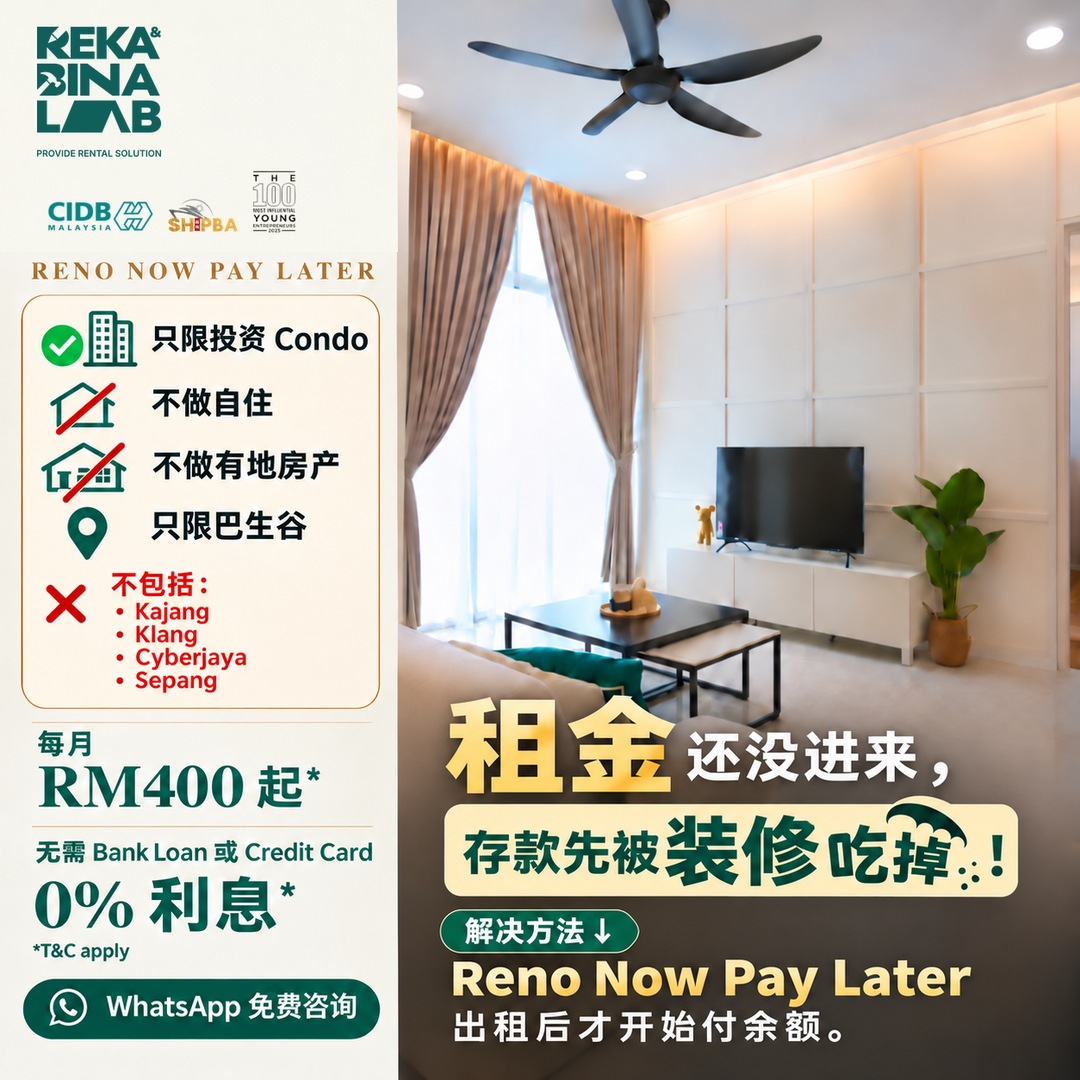 REKA &
BINA
LAB
PROVIDE RENTAL SOLUTION
CIDB
MALAYSIA
SHIPBA
THE
100
MOST INFLUENTIAL
YOUNG
ENTREPRENEURS
2025
RENO NOW PAY LATER
只限投资 Condo
不做自住
不做有地房产
只限巴生谷
不包括：
• Kajang
• Klang
• Cyberjaya
• Sepang
每月
RM400 起*
无需 Bank Loan 或 Credit Card
0% 利息*
*T&C apply
WhatsApp 免费咨询
租金还没进来，
存款先被装修吃掉！
解决方法↓
Reno Now Pay Later
出租后才开始付余额。